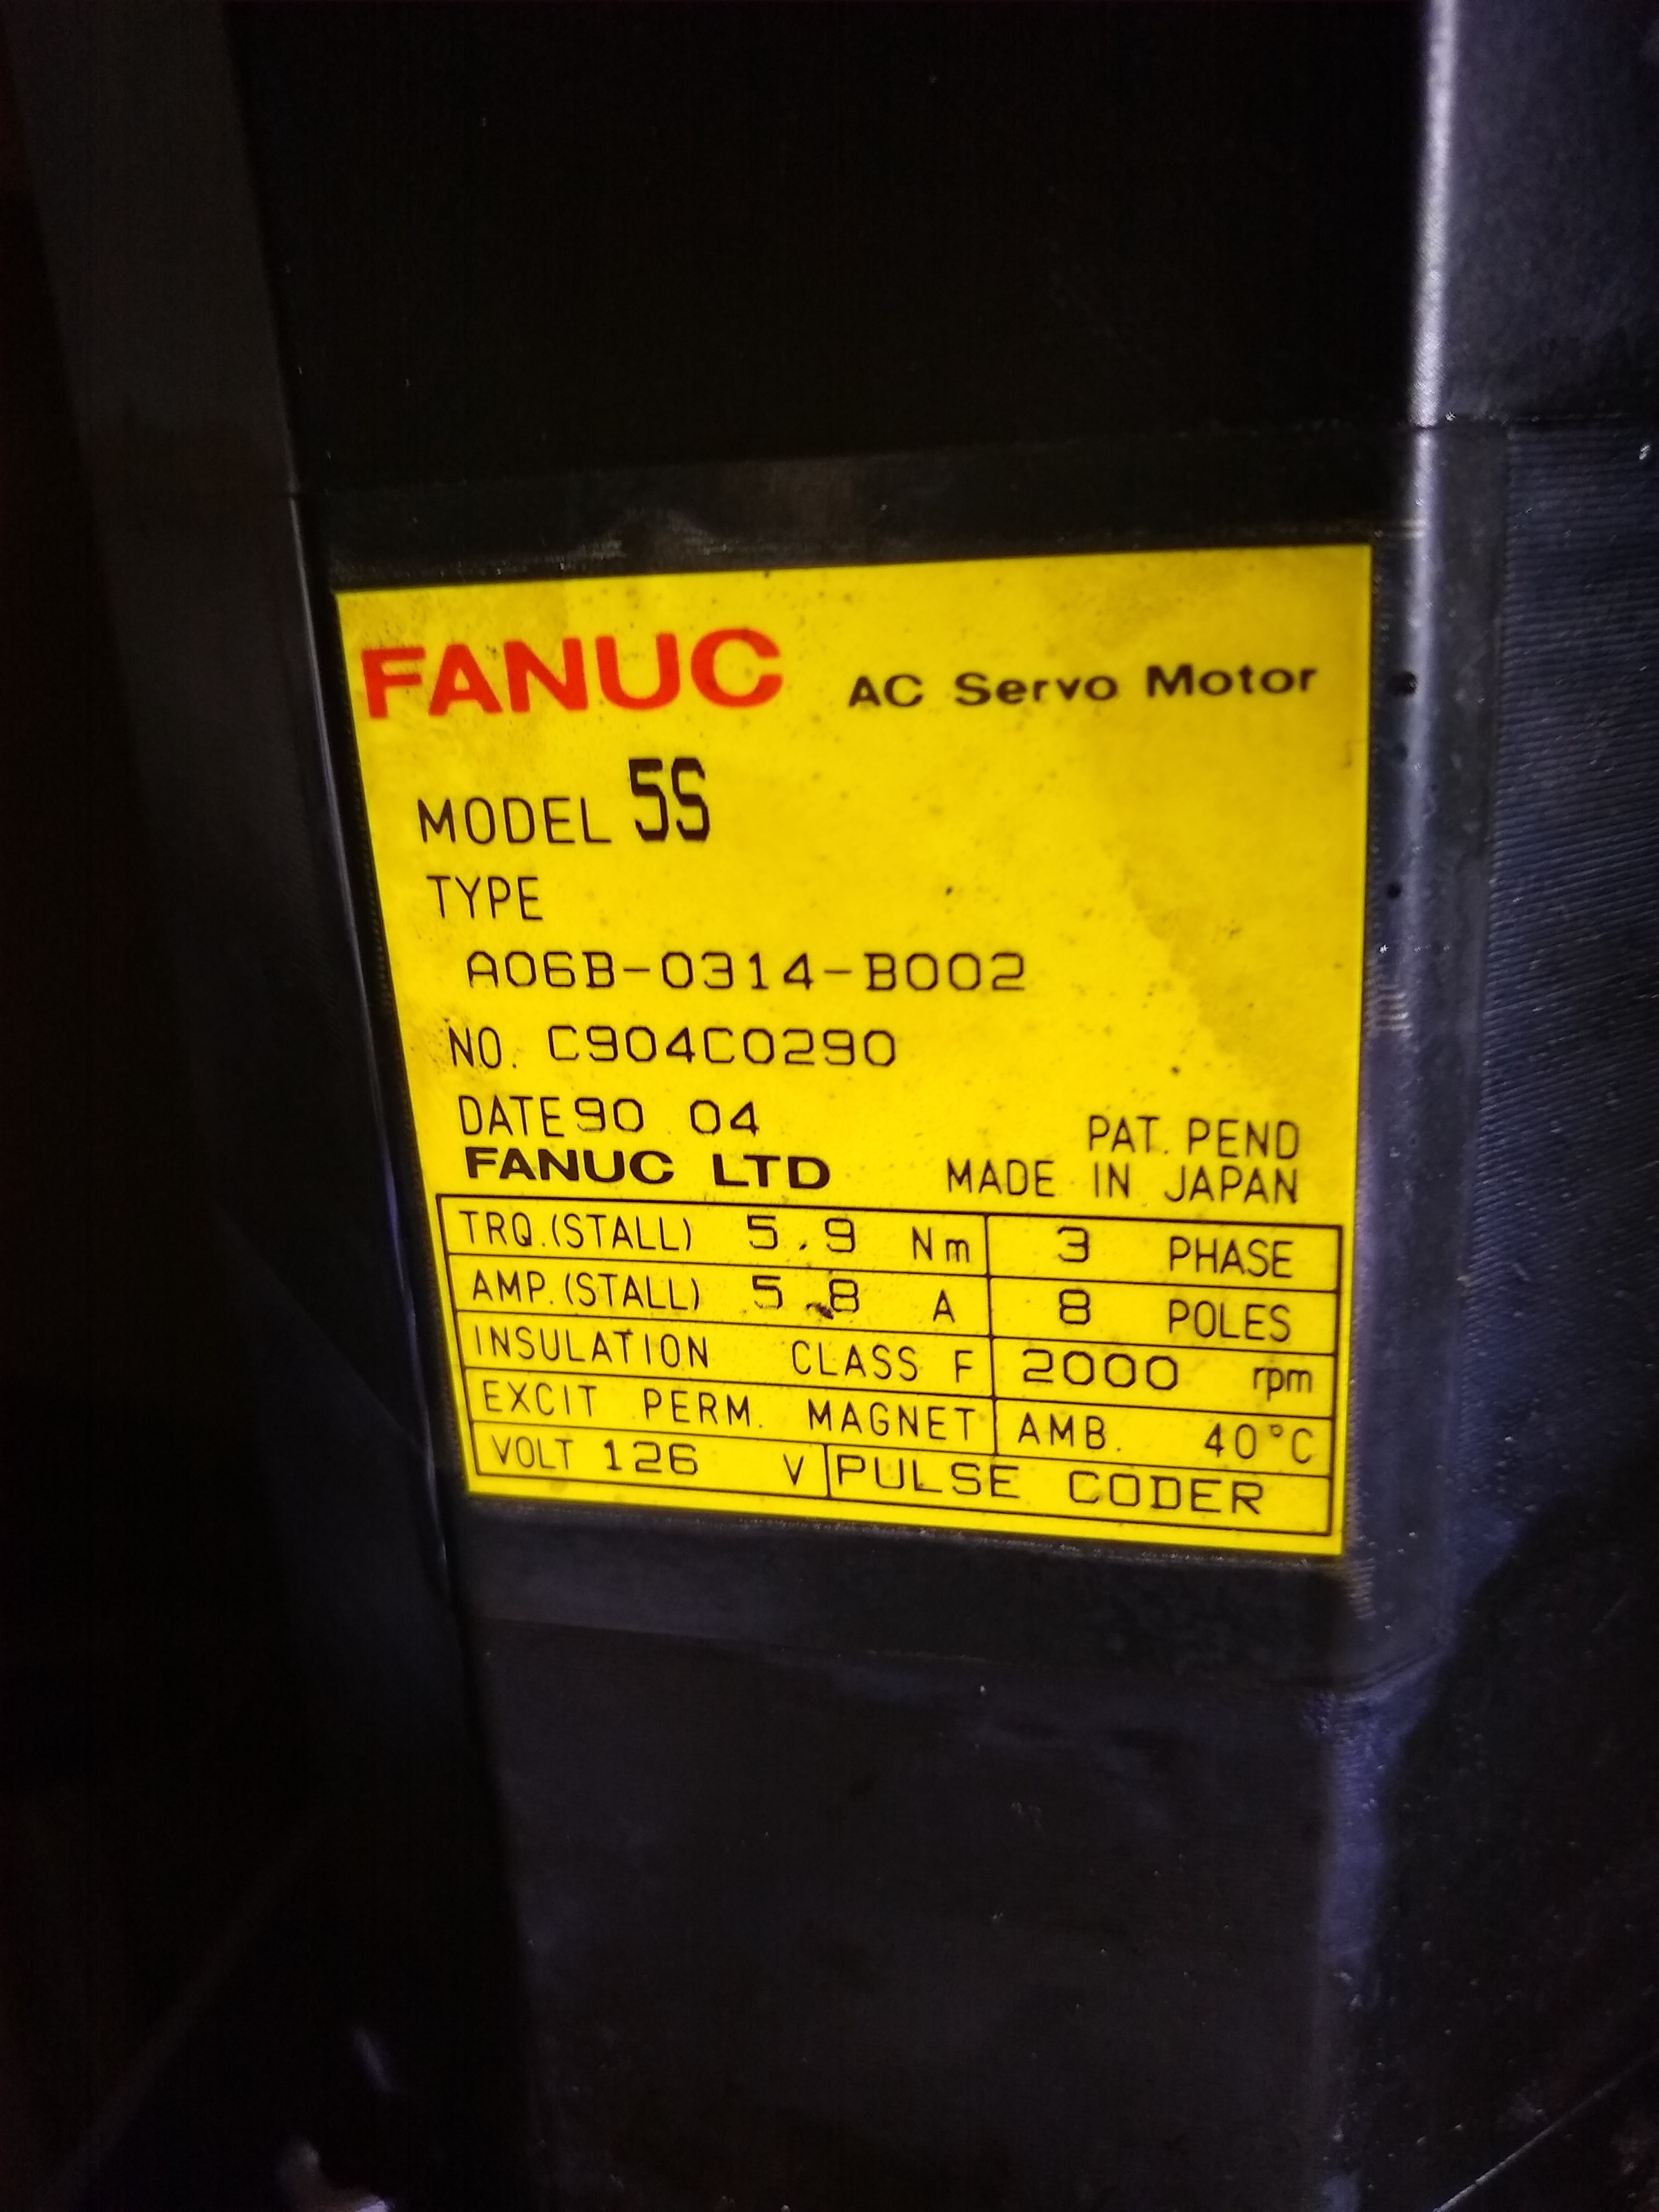 FANUC AC Servo Motor
MODEL 5S
TYPE
A06B-0314-B002
NO. C904C0290
DATE 90 04
PAT. PEND
FANUC LTD MADE IN JAPAN
TRQ.(STALL) 5.9 Nm 3 PHASE
AMP.(STALL) 5.8 A 8 POLES
INSULATION CLASS F 2000 rpm
EXCIT PERM. MAGNET AMB. 40°C
VOLT 126 V PULSE CODER